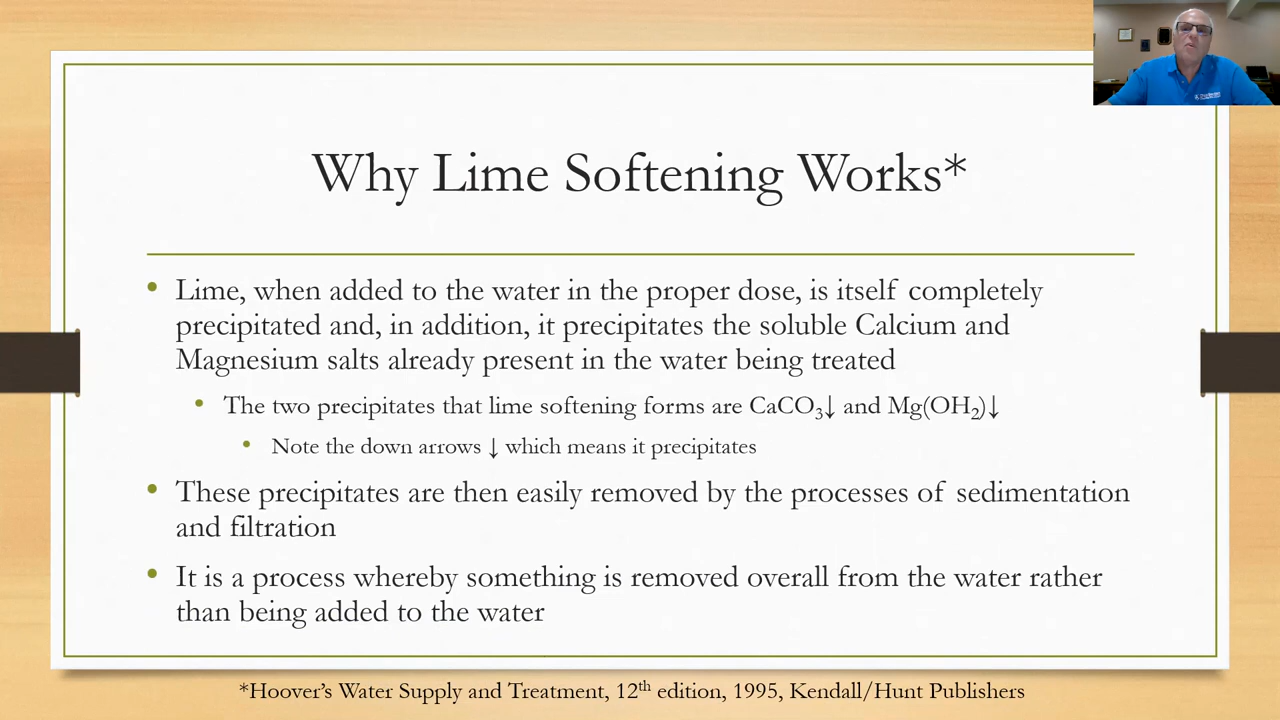 Why Lime Softening Works*
• Lime, when added to the water in the proper dose, is itself completely
precipitated and, in addition, it precipitates the soluble Calcium and
Magnesium salts already present in the water being treated
• The two precipitates that lime softening forms are CaCO₃↓ and Mg(OH₂)↓
• Note the down arrows ↓ which means it precipitates
• These precipitates are then easily removed by the processes of sedimentation
and filtration
• It is a process whereby something is removed overall from the water rather
than being added to the water
*Hoover's Water Supply and Treatment, 12th edition, 1995, Kendall/Hunt Publishers